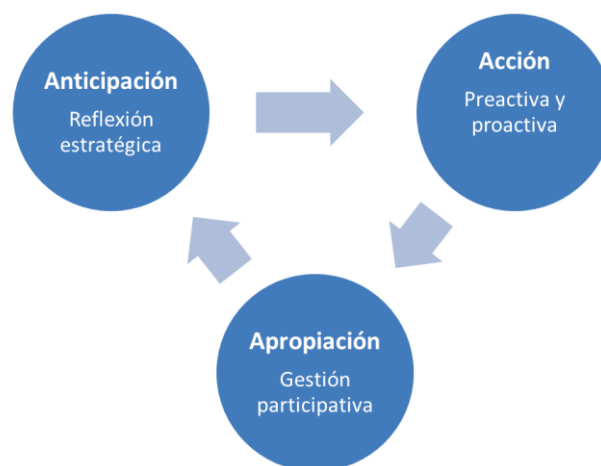 Anticipación
Reflexión
estratégica
Acción
Preactiva y
proactiva
Apropiación
Gestión
participativa